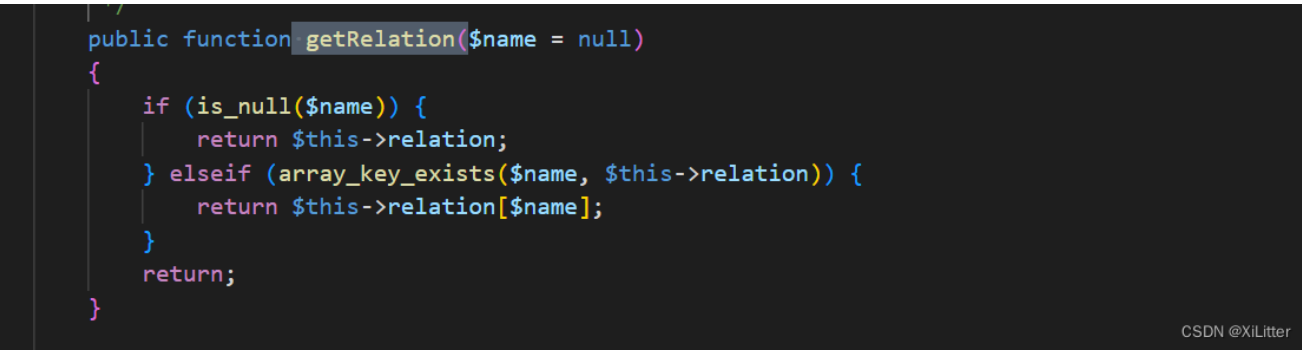 */
public function getRelation($name = null)
{
    if (is_null($name)) {
        return $this->relation;
    } elseif (array_key_exists($name, $this->relation)) {
        return $this->relation[$name];
    }
    return;
}
CSDN @XiLitter